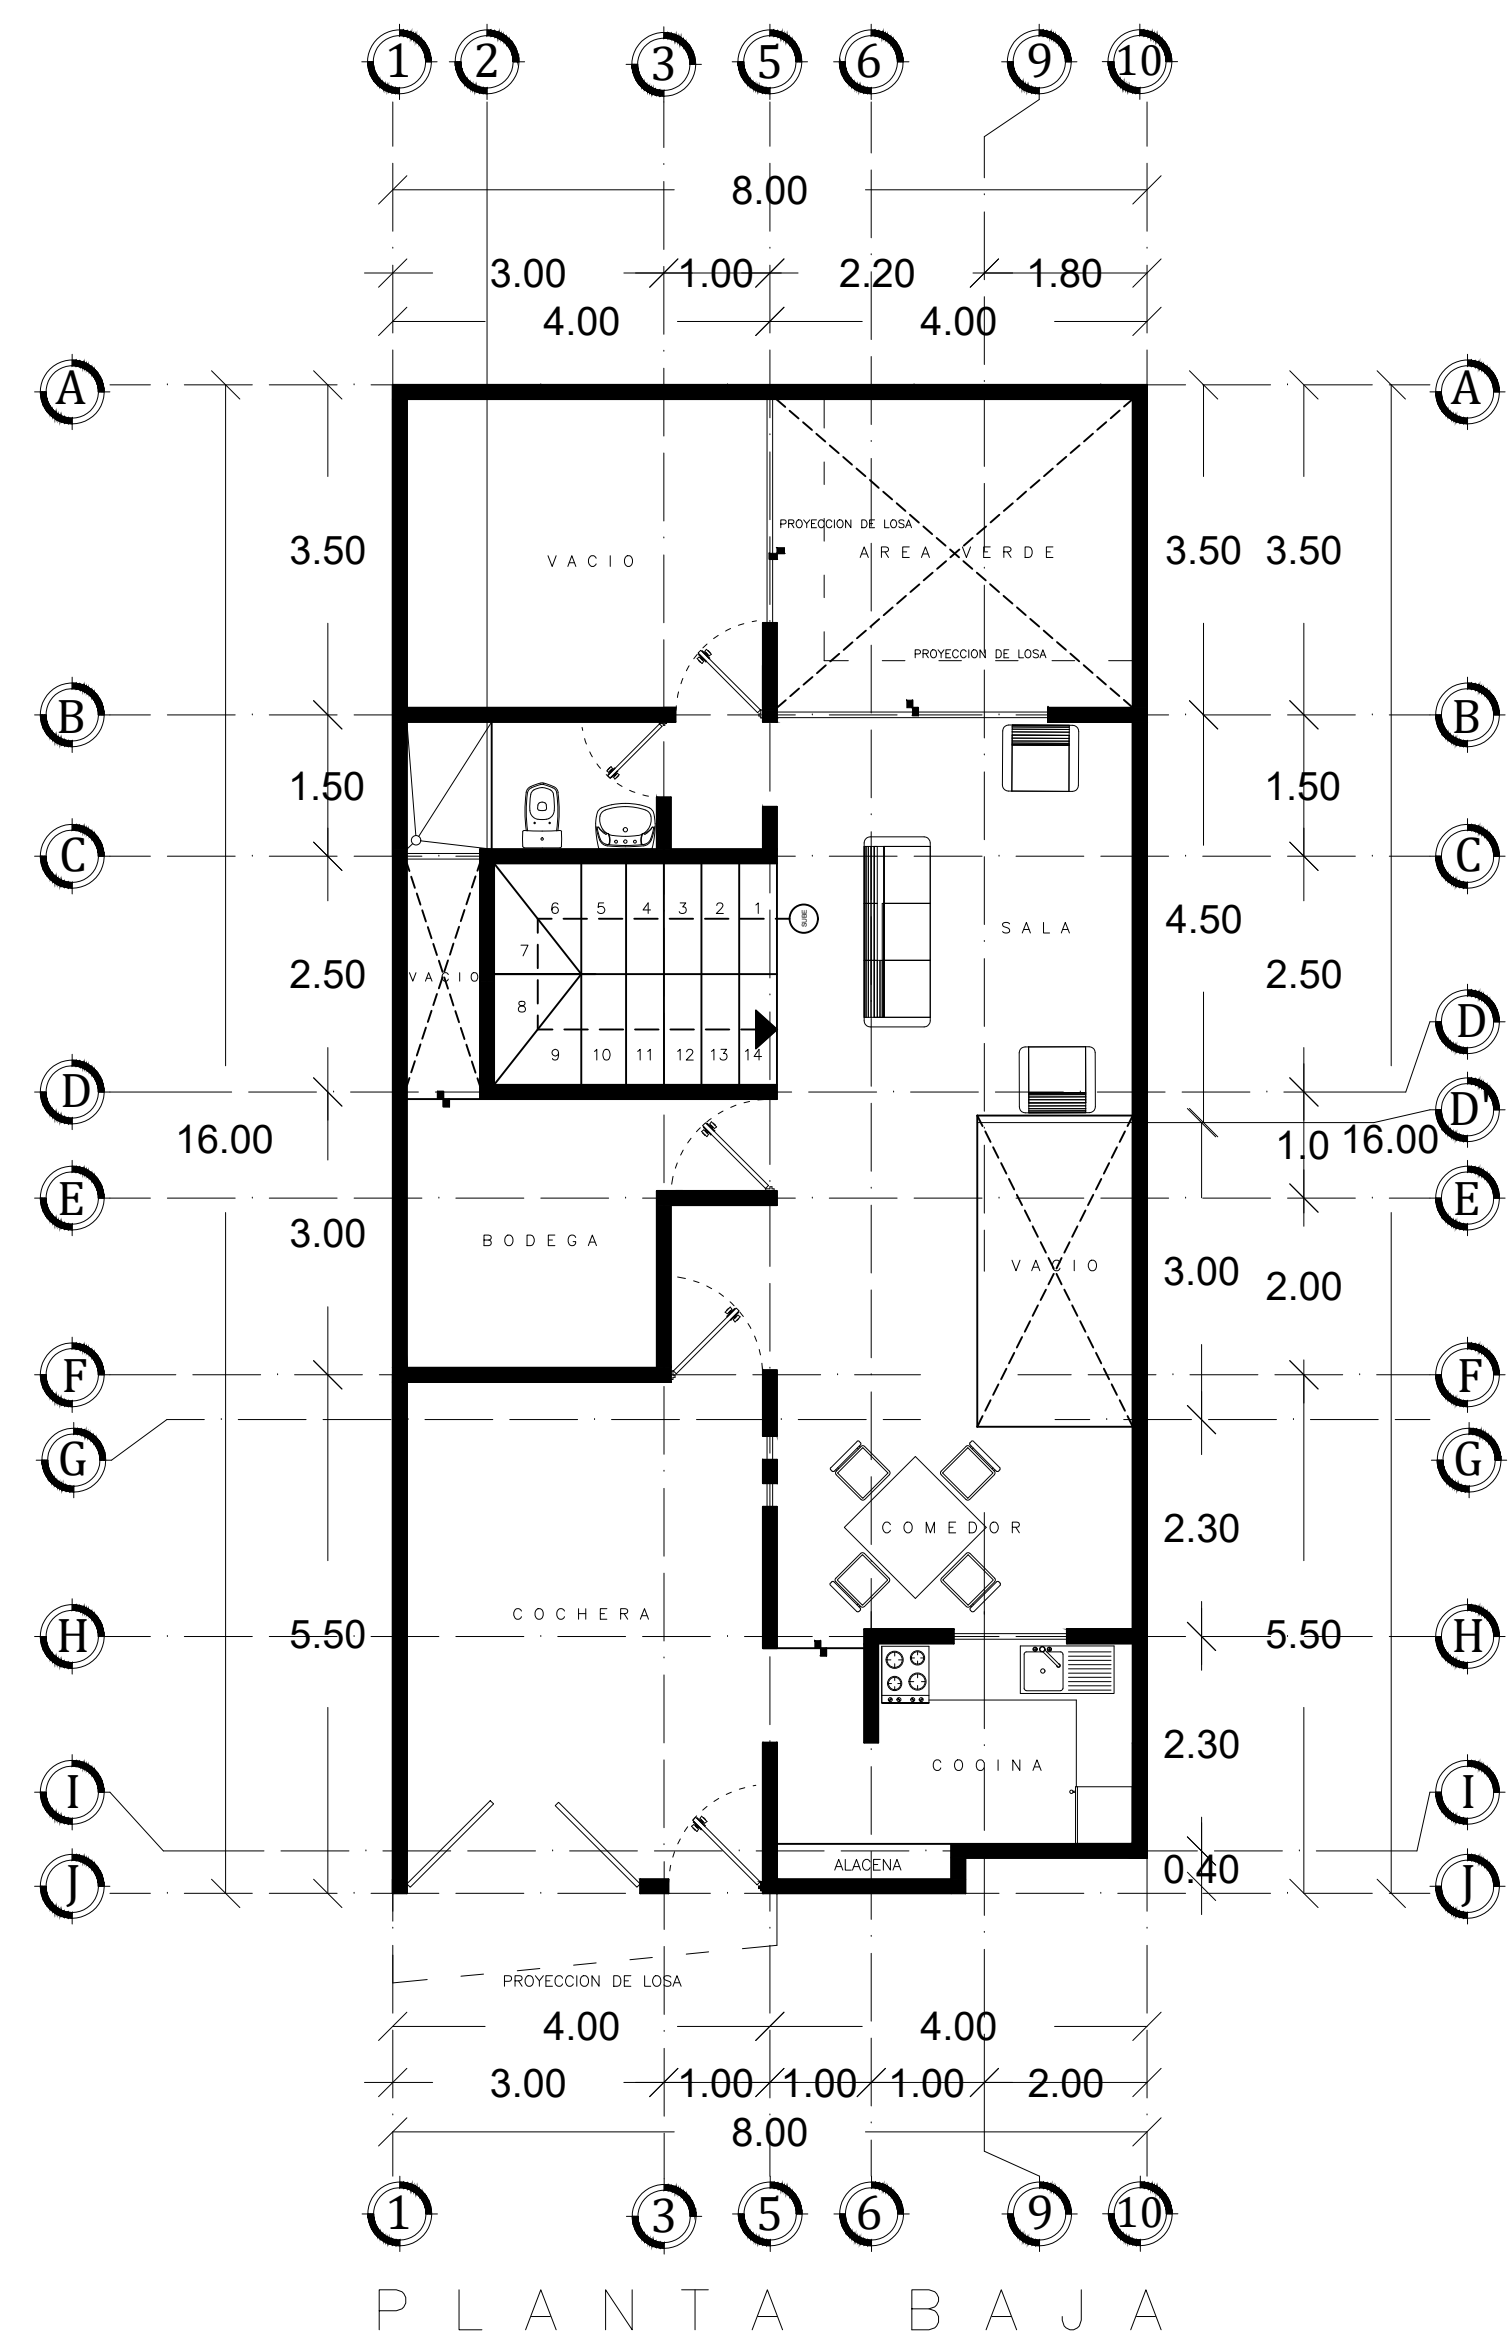 1 2 3 5 6 9 10
8.00
3.00 1.00 2.20 1.80
4.00 4.00
A A
3.50 VACIO PROYECCION DE LOSA
AREA VERDE 3.50 3.50
PROYECCION DE LOSA
B B
1.50 1.50
C C
6 5 4 3 2 1 SUBE
SALA 4.50
7
2.50 VACIO 2.50
8
D
9 10 11 12 13 14
D
D'
16.00 1.0 16.00
E E
3.00 BODEGA
VACIO 3.00 2.00
F F
G G
COMEDOR 2.30
COCHERA
H 5.50 5.50 H
COCINA 2.30
I I
ALACENA 0.40
J J
PROYECCION DE LOSA
4.00 4.00
3.00 1.00 1.00 1.00 2.00
8.00
1 3 5 6 9 10
PLANTA BAJA